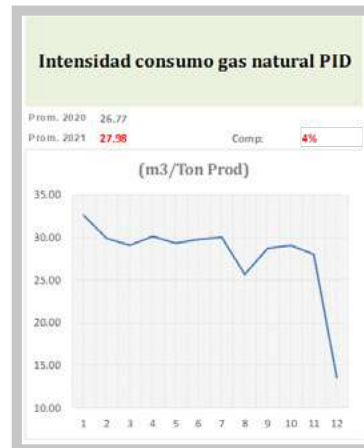 Intensidad consumo gas natural PID
Prom. 2020 26.77
Prom. 2021 27.98 Comp: 4%
(m3/Ton Prod)
35.00
30.00
25.00
20.00
15.00
10.00
1 2 3 4 5 6 7 8 9 10 11 12